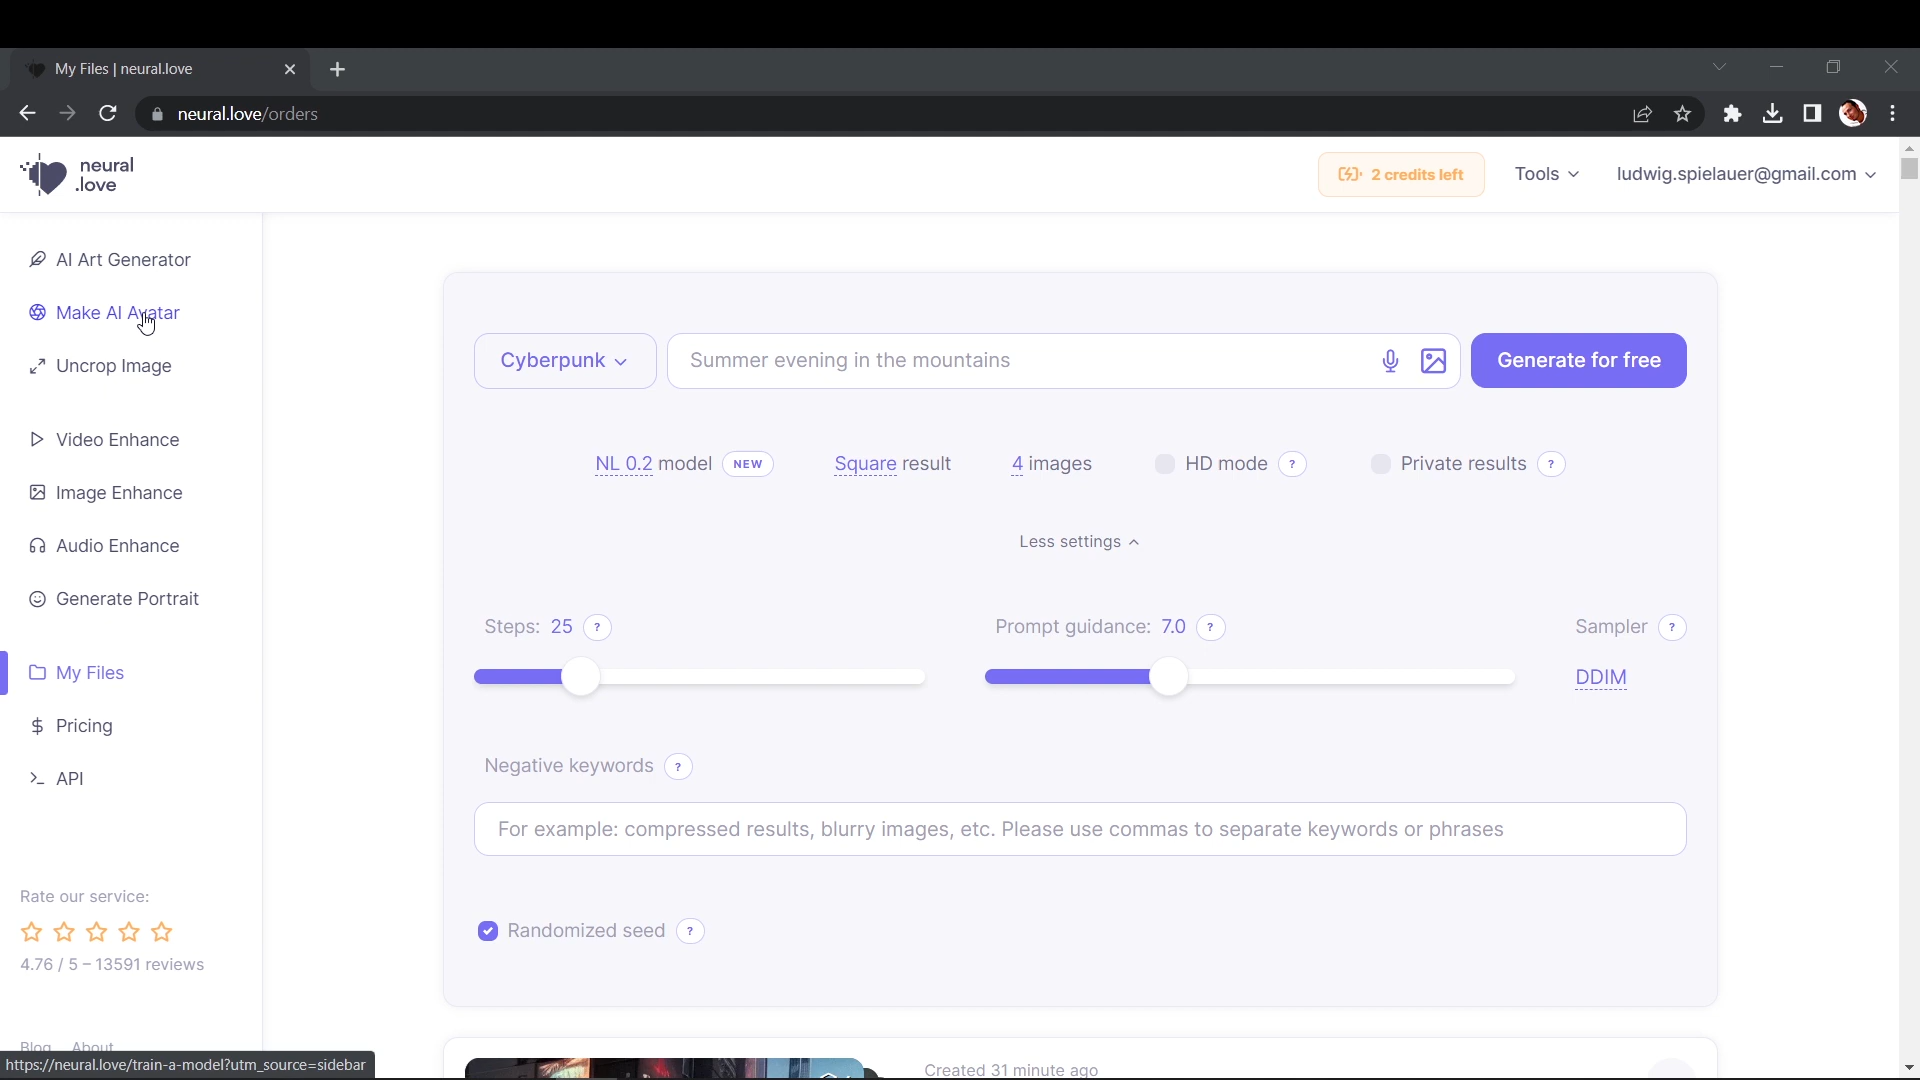 My Files | neural.love
neural.love/orders
neural
.love
2 credits left
Tools
ludwig.spielauer@gmail.com
AI Art Generator
Make AI Avatar
Uncrop Image
Video Enhance
Image Enhance
Audio Enhance
Generate Portrait
My Files
$ Pricing
API
Rate our service:
4.76 / 5 – 13591 reviews
Blog About
https://neural.love/train-a-model?utm_source=sidebar
Cyberpunk
Summer evening in the mountains
Generate for free
NL 0.2 model NEW
Square result
4 images
HD mode ?
Private results ?
Less settings
Steps: 25 ?
Prompt guidance: 7.0 ?
Sampler ?
DDIM
Negative keywords ?
For example: compressed results, blurry images, etc. Please use commas to separate keywords or phrases
Randomized seed ?
Created 31 minute ago